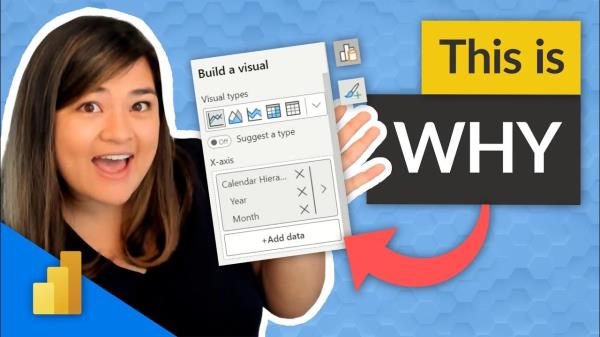 This is
WHY
Build a visual
Visual types
Off Suggest a type
X-axis
Calendar Hiera...
Year
Month
+Add data